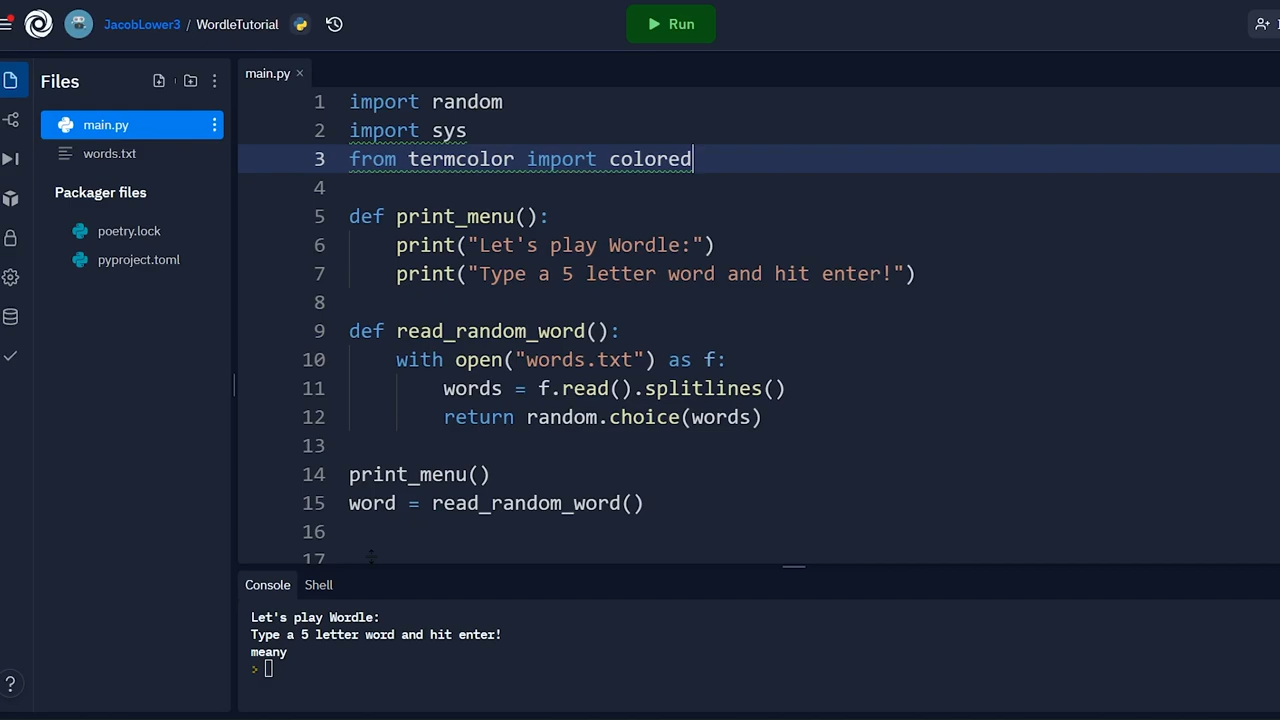 JacobLower3 / WordleTutorial
Run
Files
main.py
words.txt
Packager files
poetry.lock
pyproject.toml
main.py ×
1 import random
2 import sys
3 from termcolor import colored
4
5 def print_menu():
6     print("Let's play Wordle:")
7     print("Type a 5 letter word and hit enter!")
8
9 def read_random_word():
10     with open("words.txt") as f:
11         words = f.read().splitlines()
12         return random.choice(words)
13
14 print_menu()
15 word = read_random_word()
16
17
Console Shell
Let's play Wordle:
Type a 5 letter word and hit enter!
meany
>
?